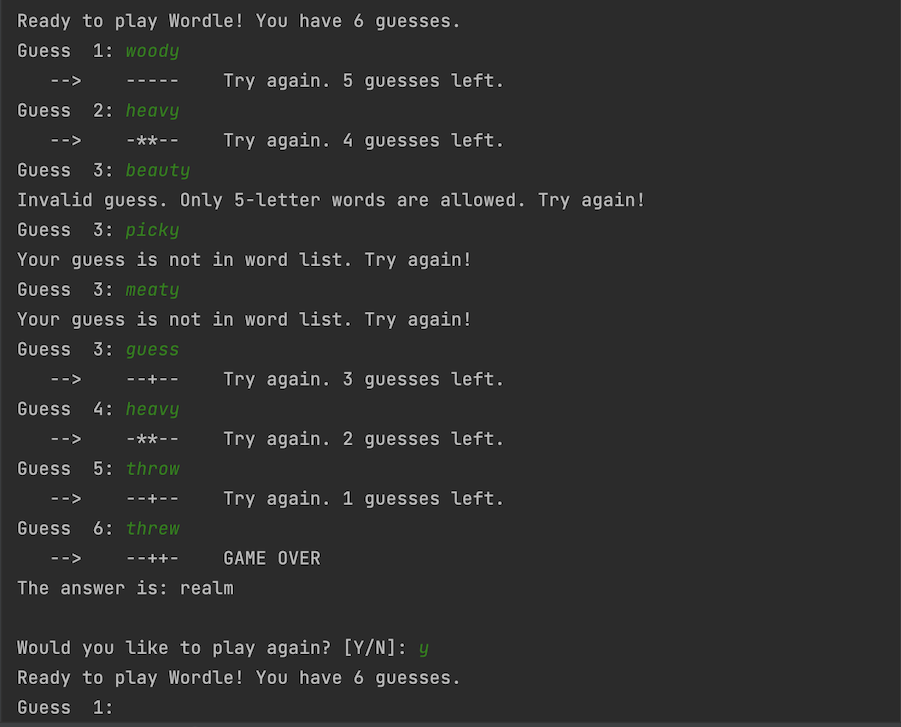 Ready to play Wordle! You have 6 guesses.
Guess  1: woody
   -->    -----    Try again. 5 guesses left.
Guess  2: heavy
   -->    -**--    Try again. 4 guesses left.
Guess  3: beauty
Invalid guess. Only 5-letter words are allowed. Try again!
Guess  3: picky
Your guess is not in word list. Try again!
Guess  3: meaty
Your guess is not in word list. Try again!
Guess  3: guess
   -->    --+--    Try again. 3 guesses left.
Guess  4: heavy
   -->    -**--    Try again. 2 guesses left.
Guess  5: throw
   -->    --+--    Try again. 1 guesses left.
Guess  6: threw
   -->    --++-    GAME OVER
The answer is: realm
Would you like to play again? [Y/N]: y
Ready to play Wordle! You have 6 guesses.
Guess  1: